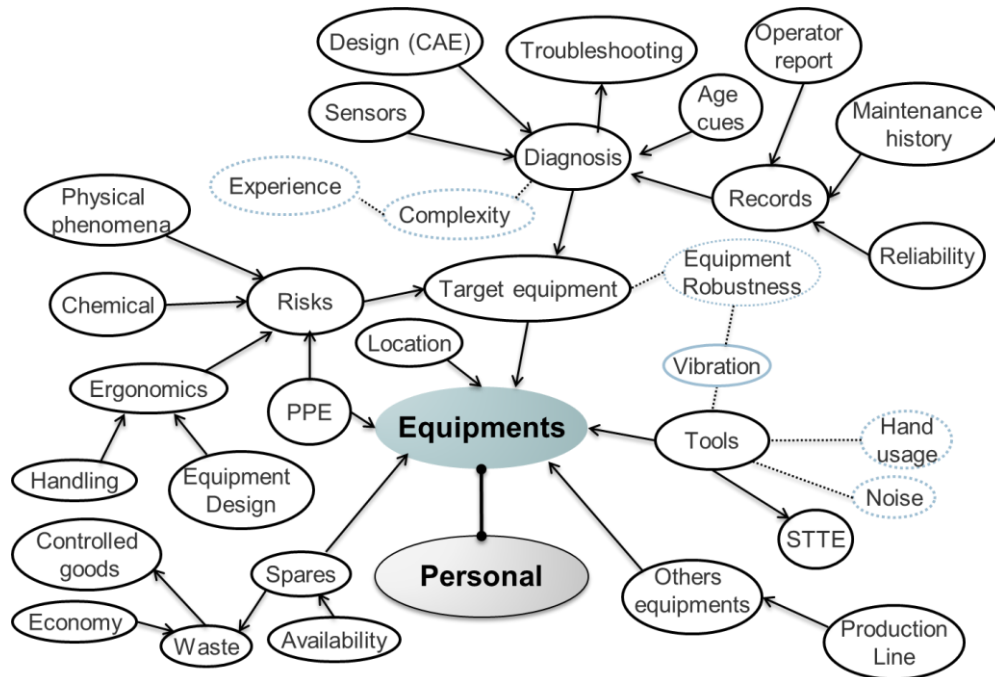 Design (CAE)
Troubleshooting
Operator
report
Sensors
Age
cues
Maintenance
history
Diagnosis
Experience
Complexity
Records
Physical
phenomena
Reliability
Equipment
Robustness
Chemical
Risks
Target equipment
Location
Vibration
Ergonomics
PPE
Equipments
Tools
Hand
usage
Handling
Equipment
Design
Noise
STTE
Controlled
goods
Spares
Personal
Others
equipments
Economy
Waste
Availability
Production
Line